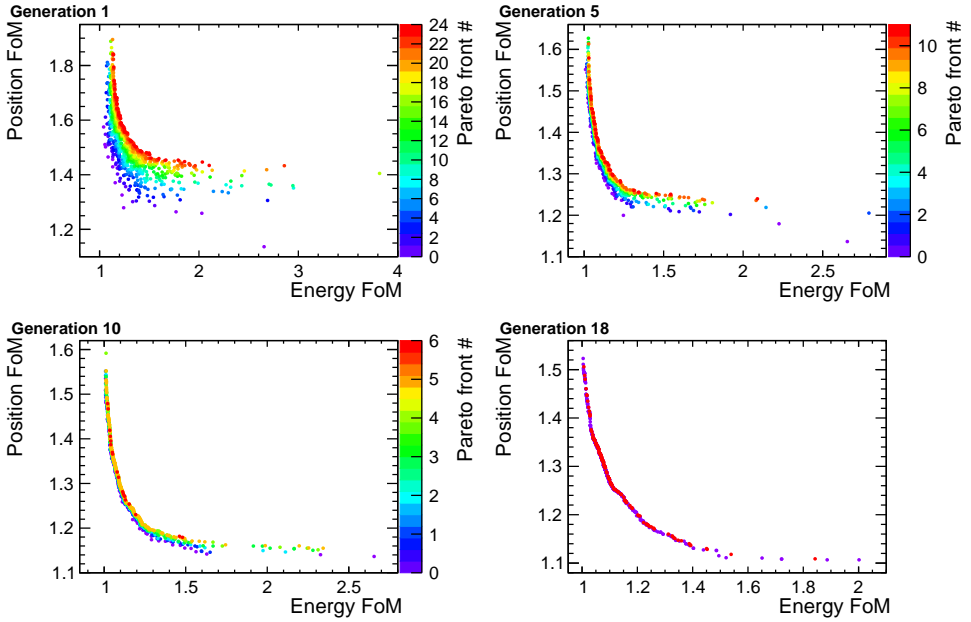 Generation 1
Position FoM
1.8
1.6
1.4
1.2
1 2 3 4
Energy FoM
24
22
20
18
16
14
12
10
8
6
4
2
0
Pareto front #
Generation 5
Position FoM
1.6
1.5
1.4
1.3
1.2
1.1
1 1.5 2 2.5
Energy FoM
10
8
6
4
2
0
Pareto front #
Generation 10
Position FoM
1.6
1.5
1.4
1.3
1.2
1.1
1 1.5 2 2.5
Energy FoM
6
5
4
3
2
1
0
Pareto front #
Generation 18
Position FoM
1.5
1.4
1.3
1.2
1.1
1 1.2 1.4 1.6 1.8 2
Energy FoM